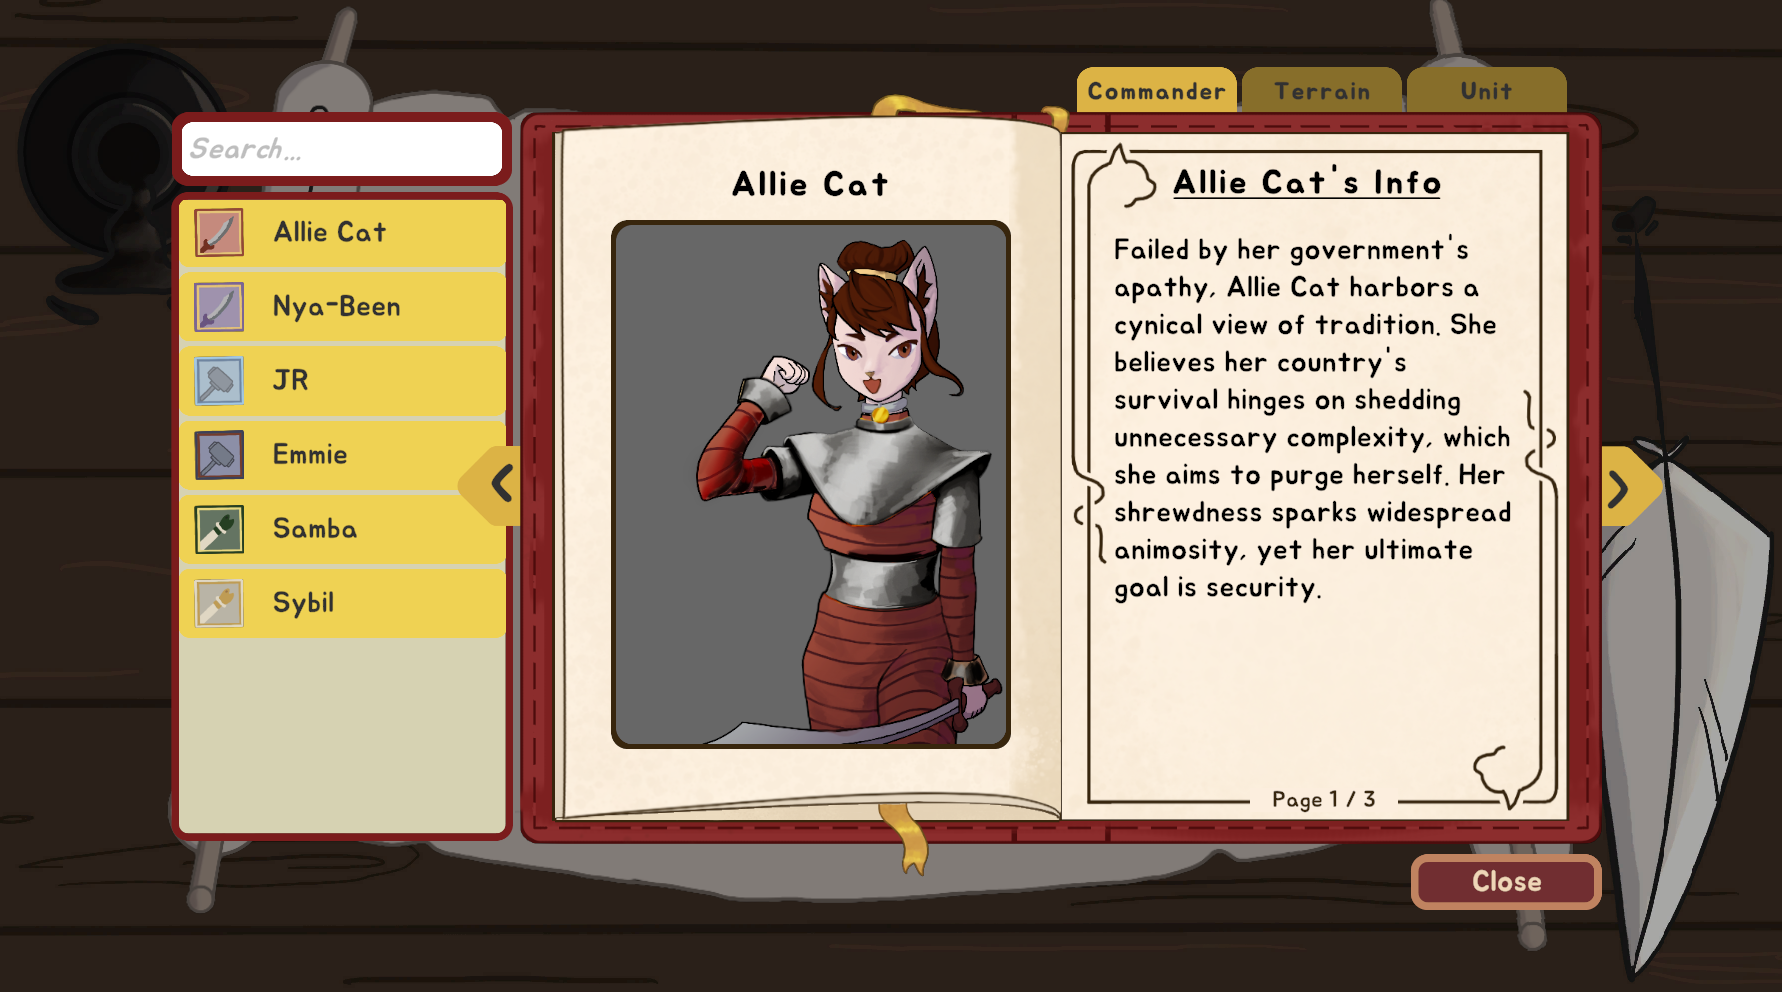 Commander
Terrain
Unit
Search...
Allie Cat
Nya-Been
JR
Emmie
Samba
Sybil
Allie Cat
Allie Cat's Info
Failed by her government's
apathy, Allie Cat harbors a
cynical view of tradition. She
believes her country's
survival hinges on shedding
unnecessary complexity, which
she aims to purge herself. Her
shrewdness sparks widespread
animosity, yet her ultimate
goal is security.
Page 1 / 3
Close